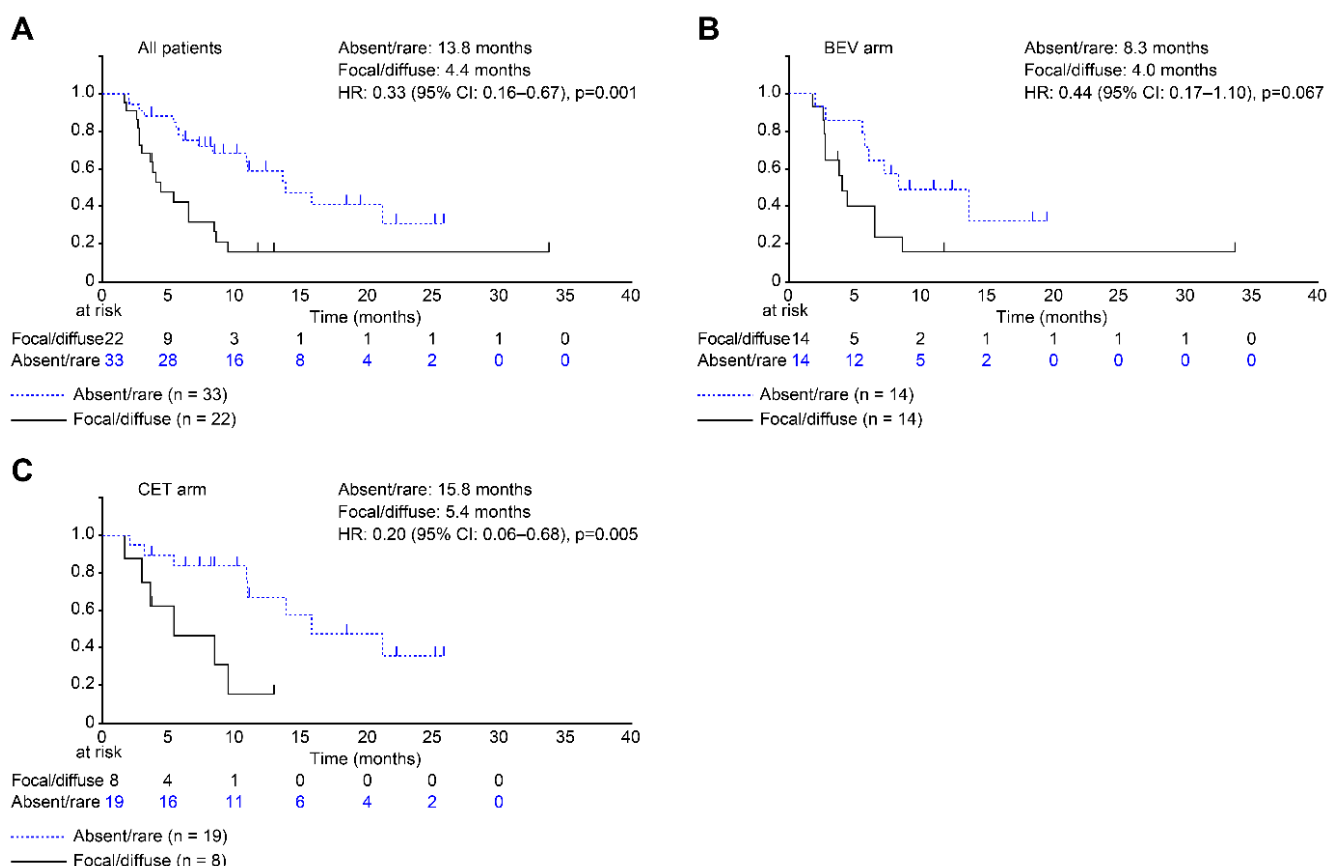 A
All patients
Absent/rare: 13.8 months
Focal/diffuse: 4.4 months
HR: 0.33 (95% CI: 0.16–0.67), p=0.001
1.0
0.8
0.6
0.4
0.2
0
0 5 10 15 20 25 30 35 40
at risk
Time (months)
Focal/diffuse 22 9 3 1 1 1 1 0
Absent/rare 33 28 16 8 4 2 0 0
Absent/rare (n = 33)
Focal/diffuse (n = 22)
B
BEV arm
Absent/rare: 8.3 months
Focal/diffuse: 4.0 months
HR: 0.44 (95% CI: 0.17–1.10), p=0.067
1.0
0.8
0.6
0.4
0.2
0
0 5 10 15 20 25 30 35 40
at risk
Time (months)
Focal/diffuse 14 5 2 1 1 1 1 0
Absent/rare 14 12 5 2 0 0 0 0
Absent/rare (n = 14)
Focal/diffuse (n = 14)
C
CET arm
Absent/rare: 15.8 months
Focal/diffuse: 5.4 months
HR: 0.20 (95% CI: 0.06–0.68), p=0.005
1.0
0.8
0.6
0.4
0.2
0
0 5 10 15 20 25 30 35 40
at risk
Time (months)
Focal/diffuse 8 4 1 0 0 0 0
Absent/rare 19 16 11 6 4 2 0
Absent/rare (n = 19)
Focal/diffuse (n = 8)